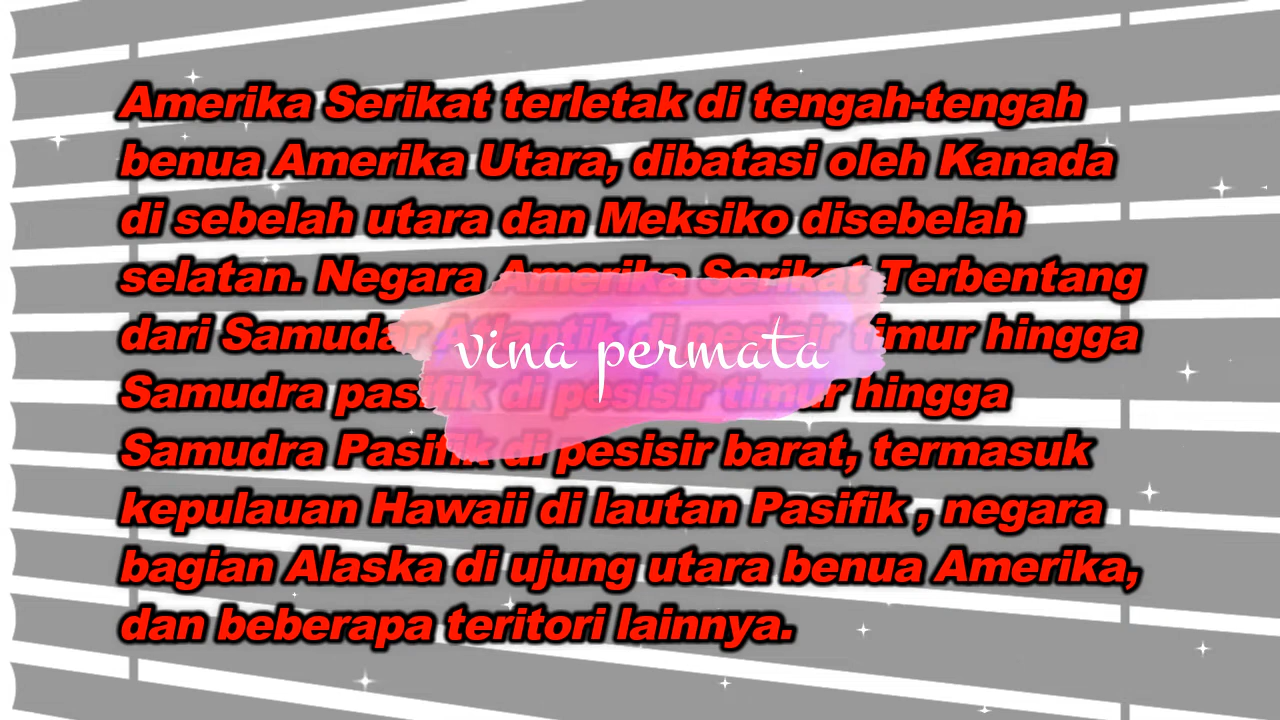 Amerika Serikat terletak di tengah-tengah
benua Amerika Utara, dibatasi oleh Kanada
di sebelah utara dan Meksiko disebelah
selatan. Negara Amerika Serikat Terbentang
dari Samudar Atlantik di pesisir timur hingga
Samudra pasifik di pesisir timur hingga
Samudra Pasifik di pesisir barat, termasuk
kepulauan Hawaii di lautan Pasifik , negara
bagian Alaska di ujung utara benua Amerika,
dan beberapa teritori lainnya.
vina permata